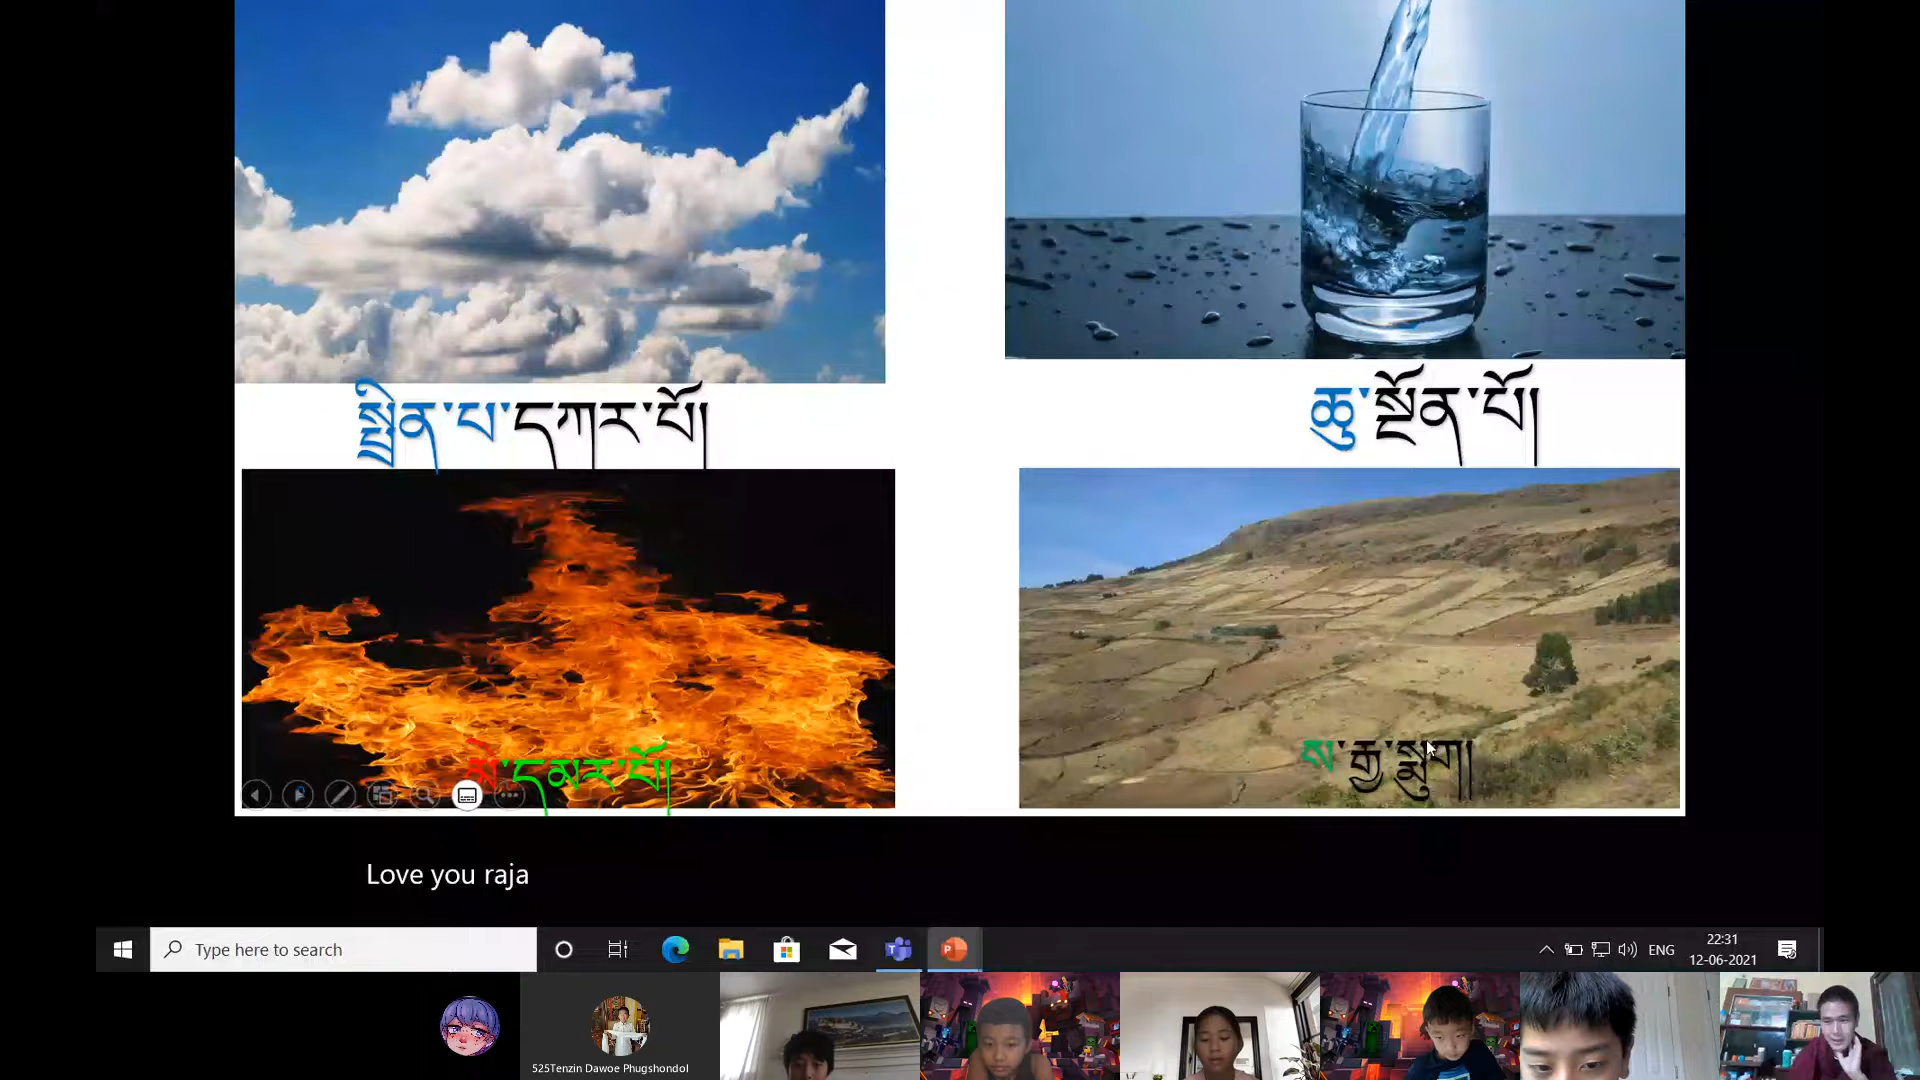 སྤྲིན་པ་དཀར་པོ།
ཆུ་སྔོན་པོ།
མེ་དམར་པོ།
ས་རྒྱ་སྨུག།
Love you raja
Type here to search
ENG
22:31
12-06-2021
525Tenzin Dawoe Phugshondol